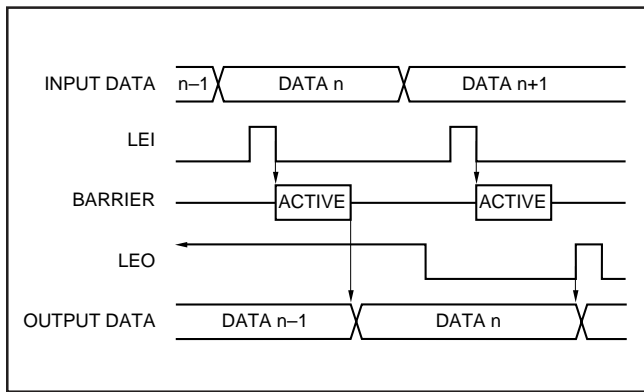 INPUT DATA n–1 DATA n DATA n+1
LEI
BARRIER ACTIVE ACTIVE
LEO
OUTPUT DATA DATA n–1 DATA n